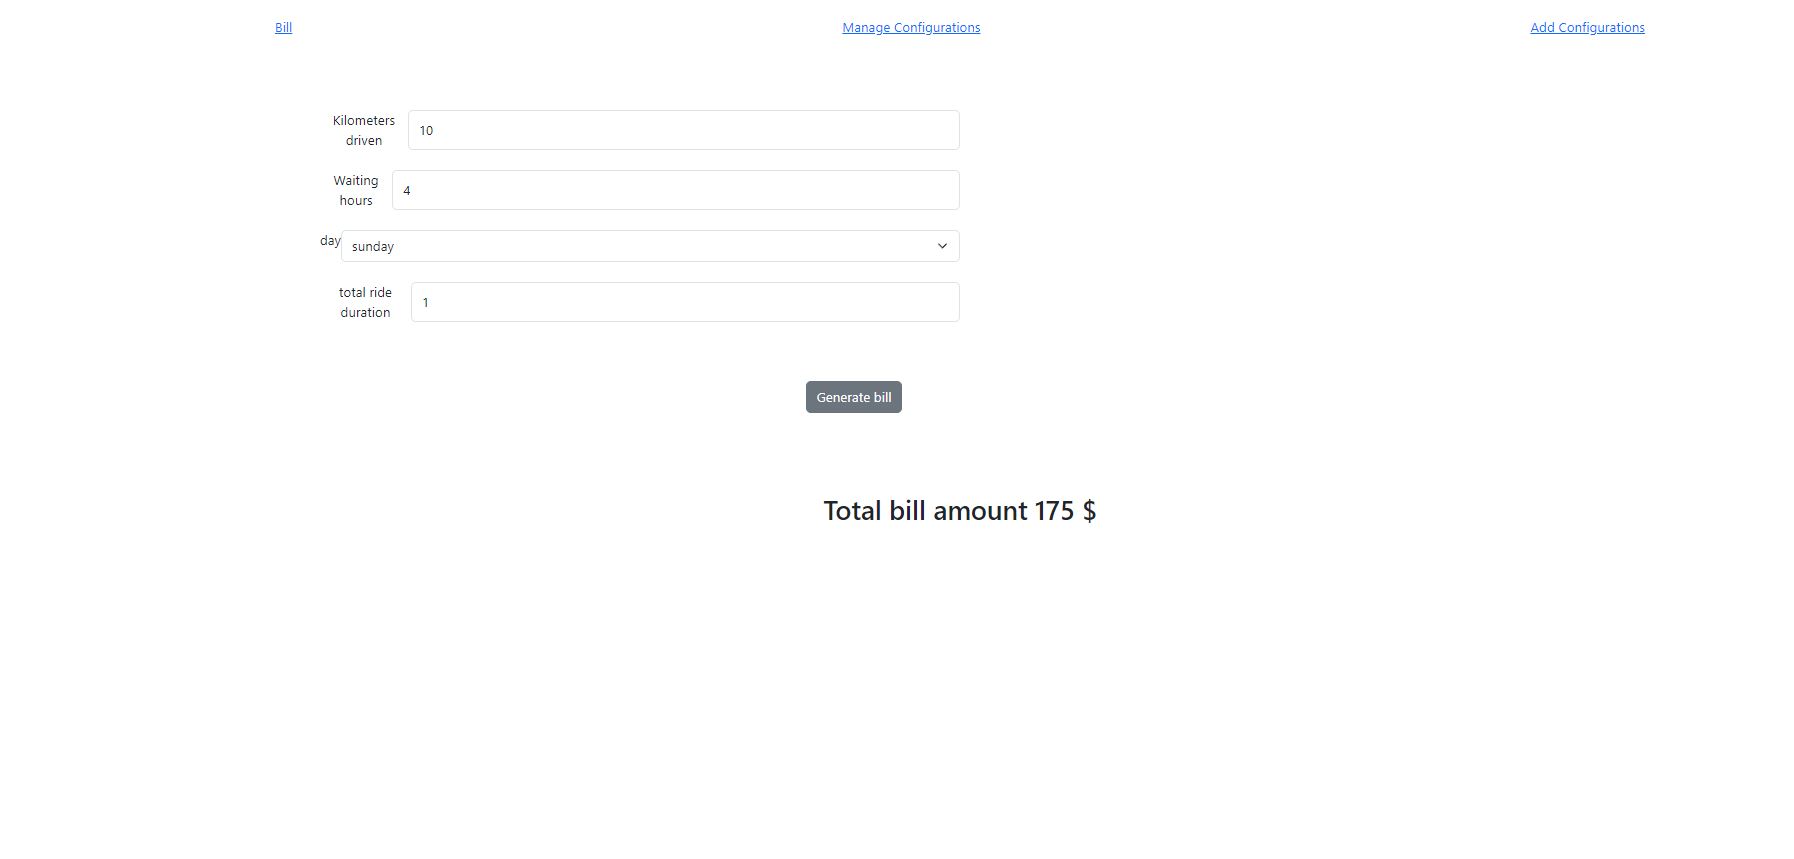 Bill
Manage Configurations
Add Configurations
Kilometers
driven
10
Waiting
hours
4
day
sunday
total ride
duration
1
Generate bill
Total bill amount 175 $